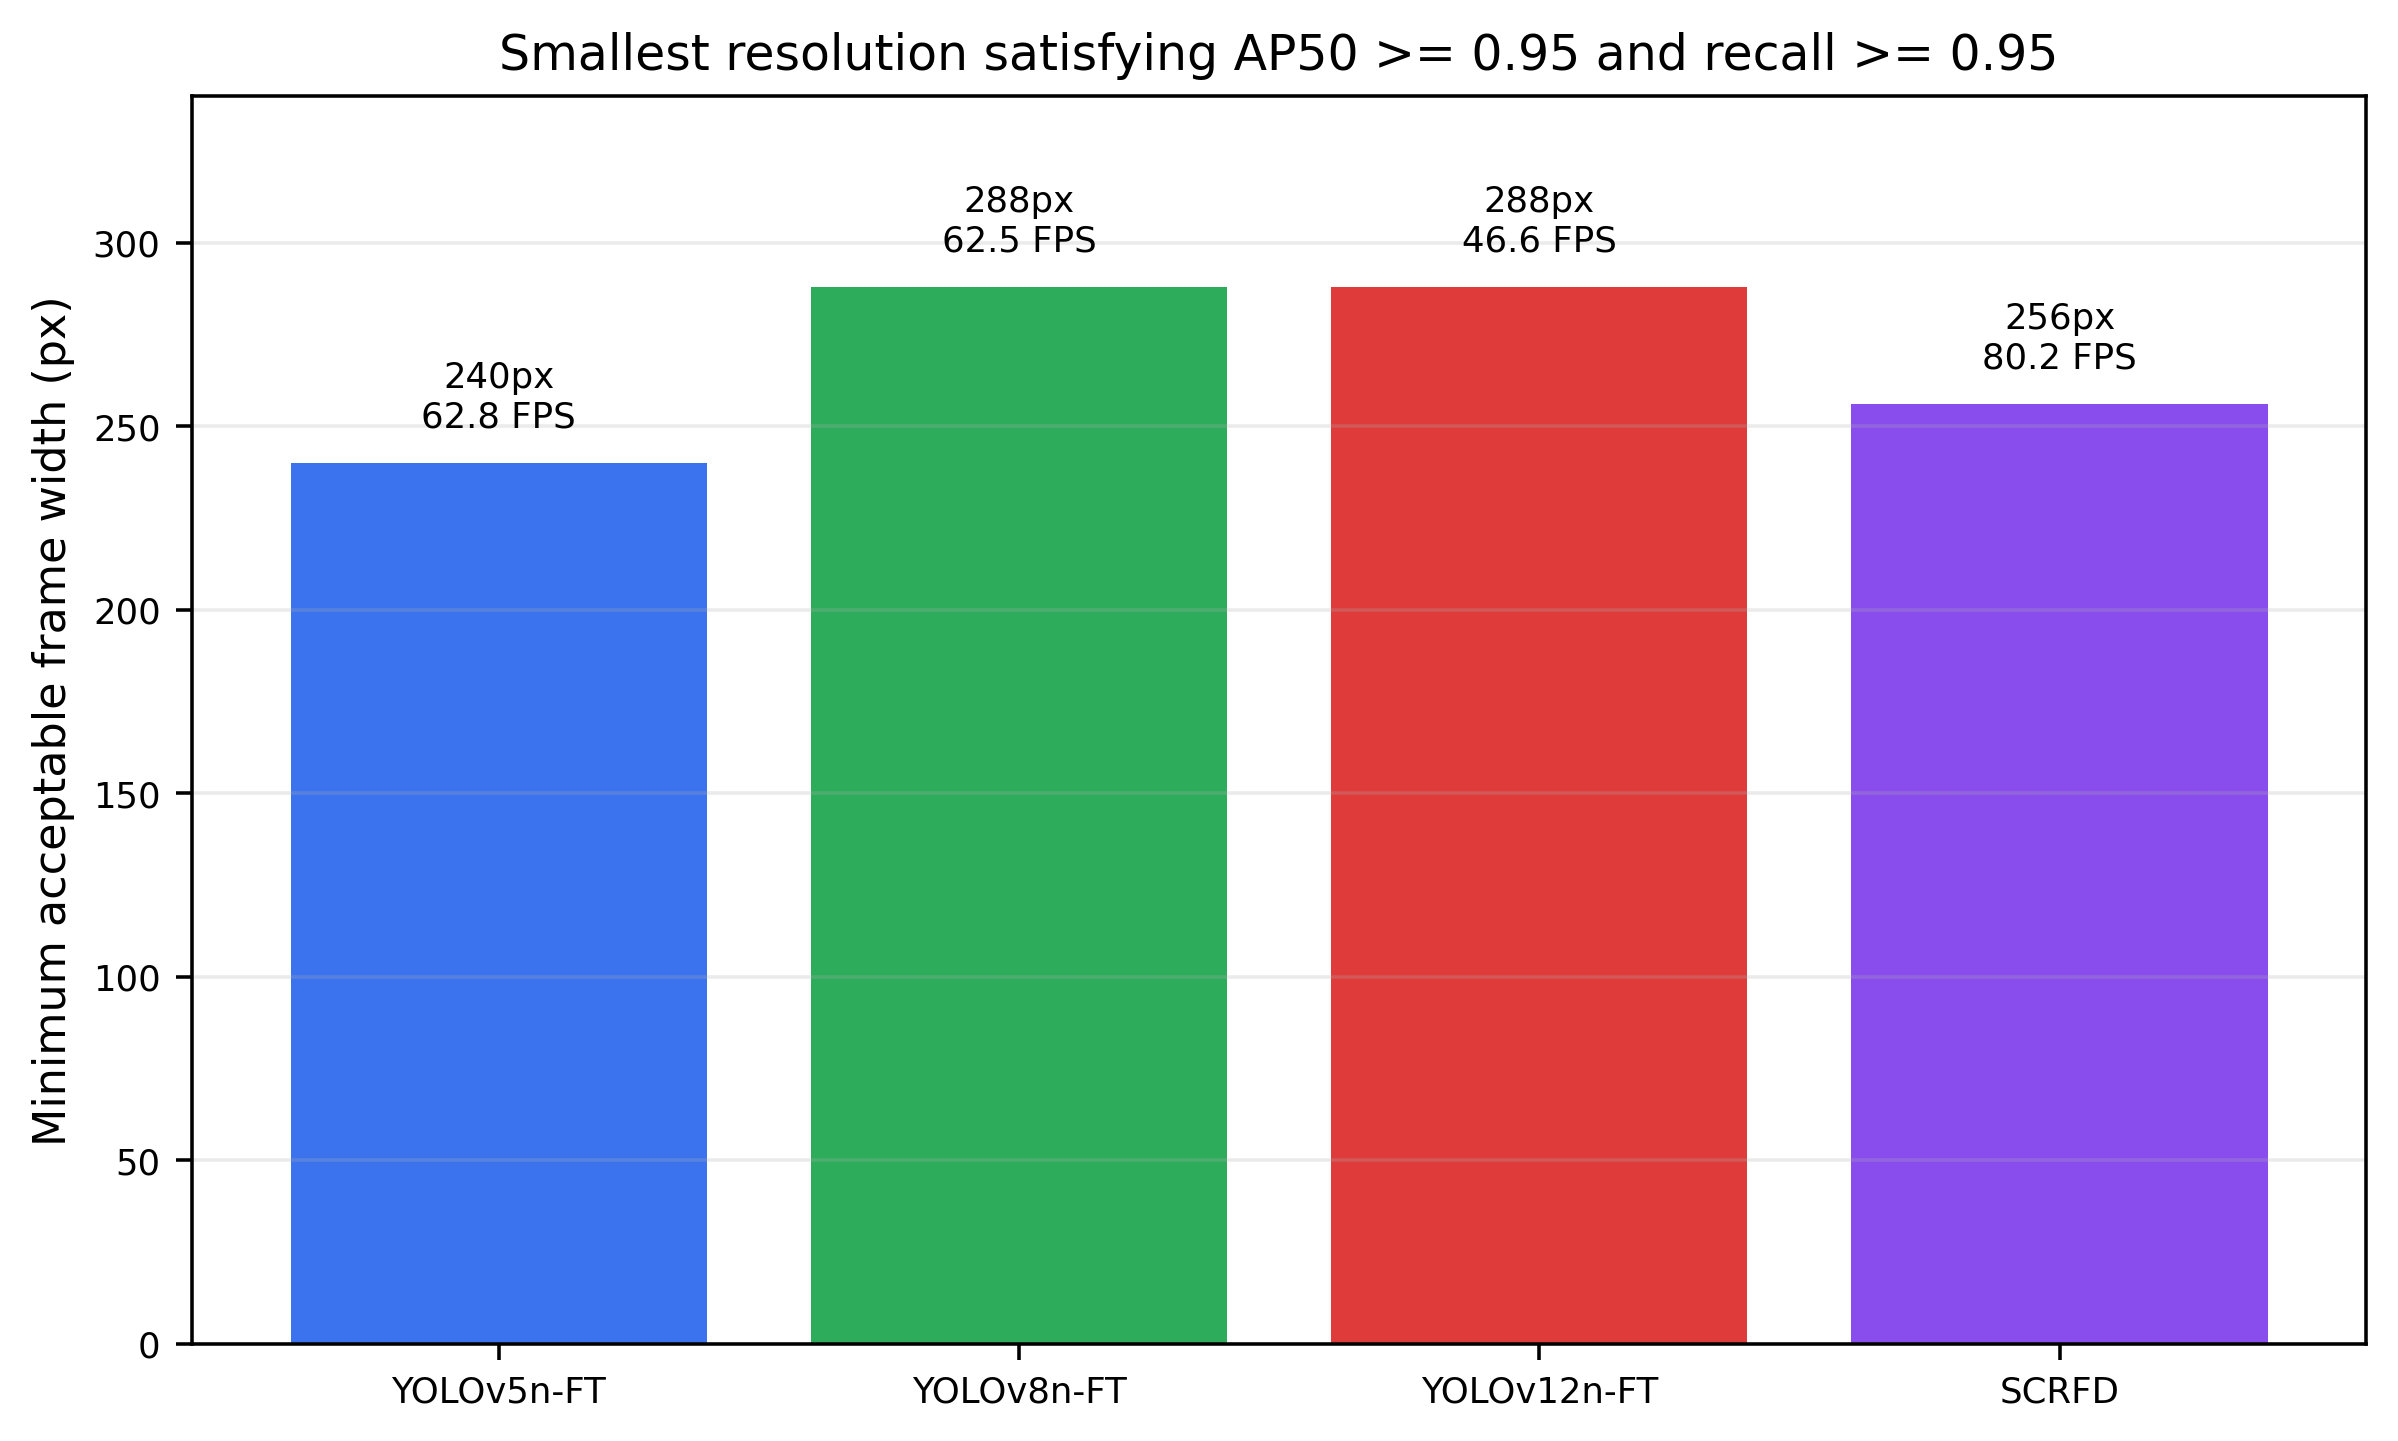 Smallest resolution satisfying AP50 >= 0.95 and recall >= 0.95
Minimum acceptable frame width (px)
300
250
200
150
100
50
0
240px
62.8 FPS
288px
62.5 FPS
288px
46.6 FPS
256px
80.2 FPS
YOLOv5n-FT
YOLOv8n-FT
YOLOv12n-FT
SCRFD